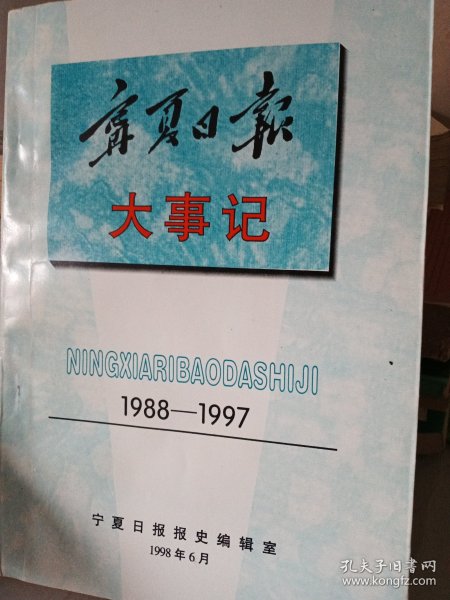 寧夏日報
大事记
NINGXIARIBAODASHIJI
1988—1997
宁夏日报报史编辑室
1998年6月
孔夫子旧书网
www.kongfz.com